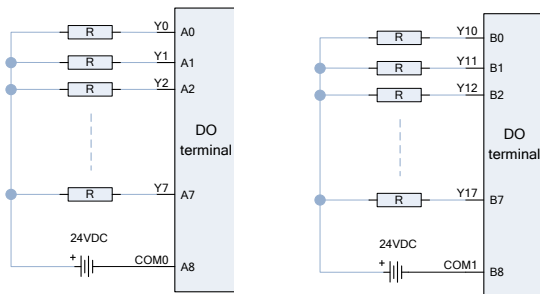 Y0
R
A0
Y1
R
A1
Y2
R
A2
DO
terminal
Y7
R
A7
24VDC
+
COM0
A8
Y10
R
B0
Y11
R
B1
Y12
R
B2
DO
terminal
Y17
R
B7
24VDC
+
COM1
B8